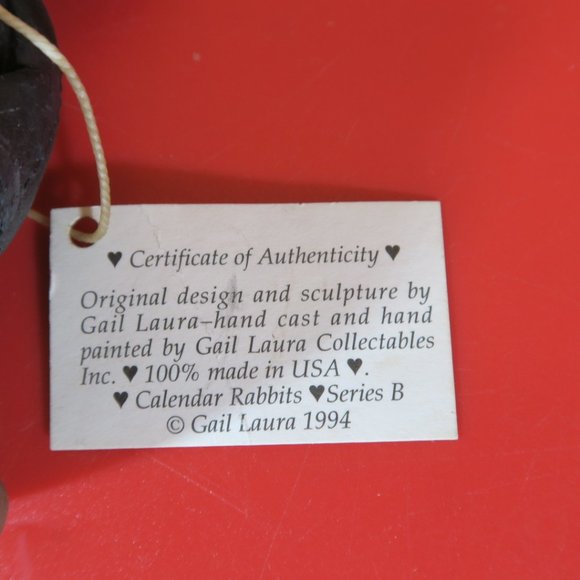 ♥ Certificate of Authenticity ♥
Original design and sculpture by
Gail Laura–hand cast and hand
painted by Gail Laura Collectables
Inc. ♥ 100% made in USA ♥.
♥ Calendar Rabbits ♥Series B
© Gail Laura 1994